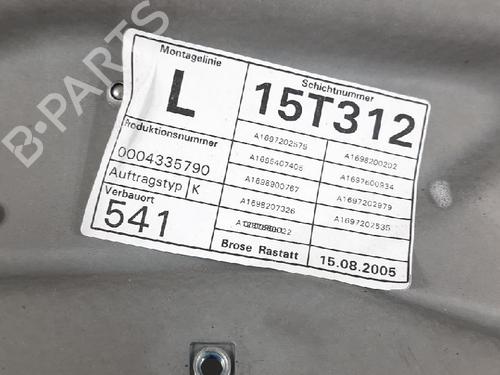 B-PARTS
Montagelinie
L
Schichtnummer
15T312
Produktionsnummer
0004335790
Auftragstyp K
Verbauort
541
A1697202579 A1698200202
A1666407406 A1697600934
A1698900767 A1697202979
A1698207326 A1697202535
Brose Rastatt 15.08.2005